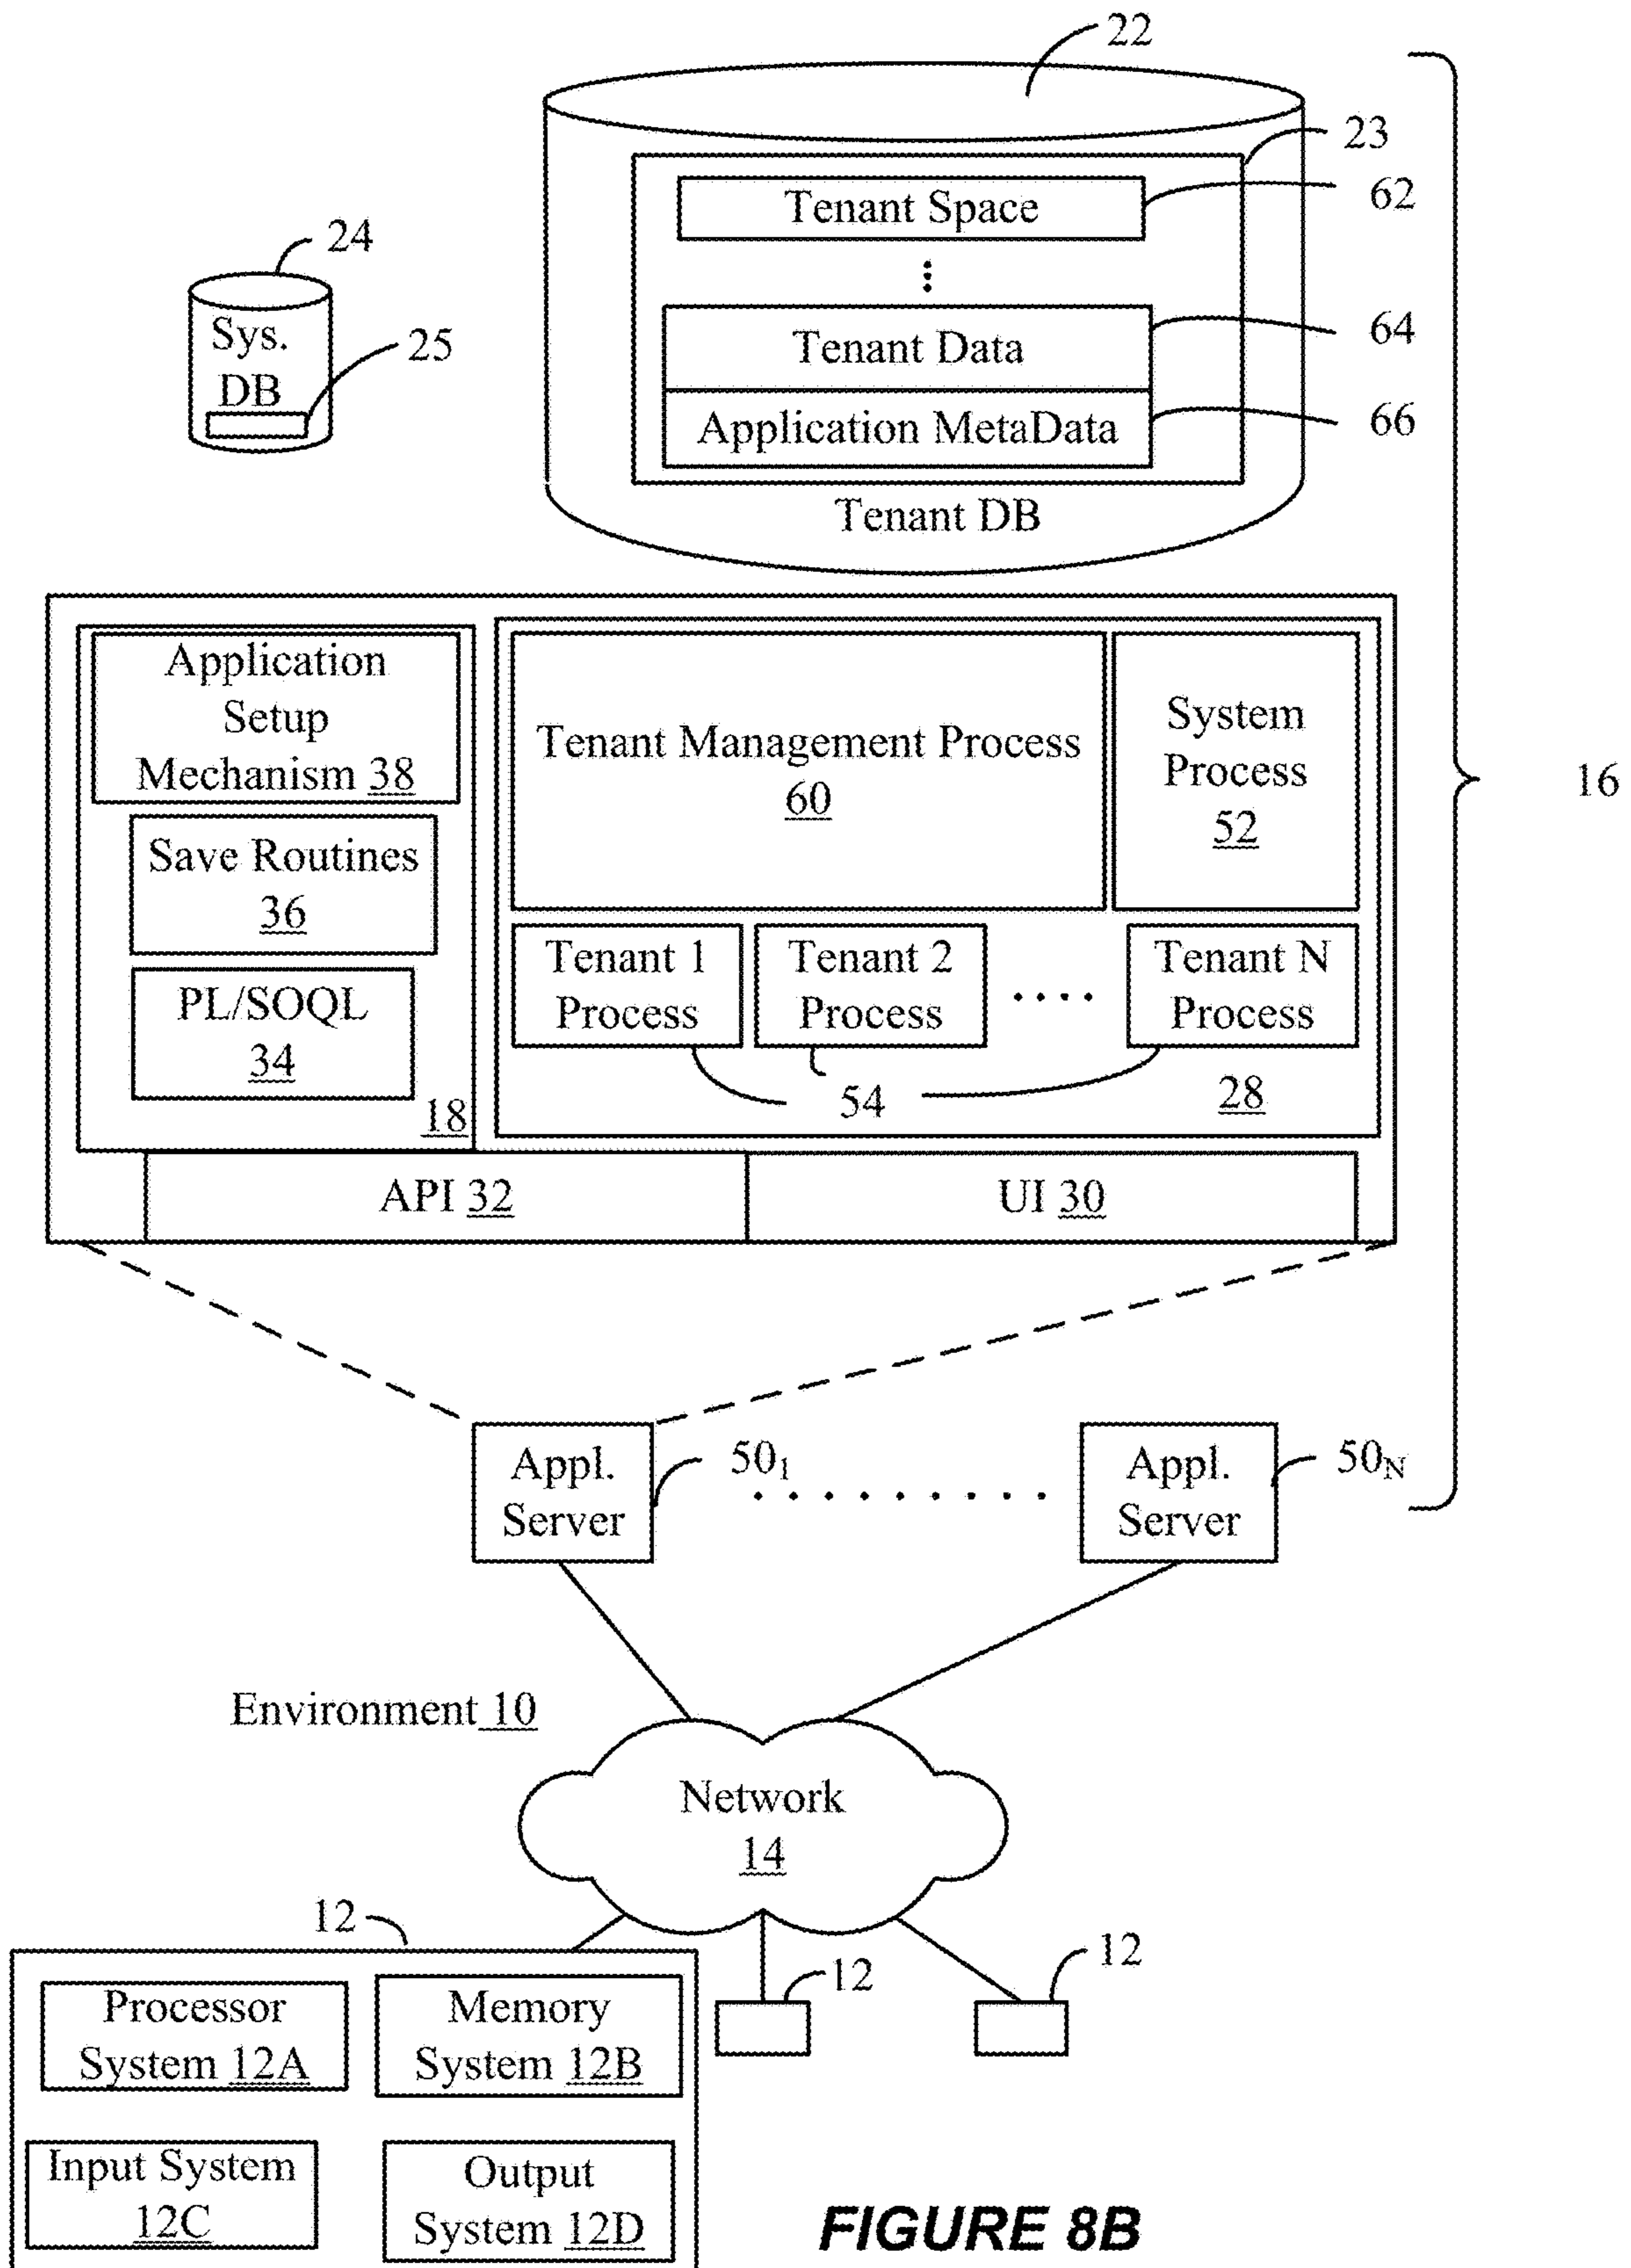 22
23
Tenant Space
62
24
Sys.
DB
25
Tenant Data
64
Application MetaData
66
Tenant DB
Application
Setup
Mechanism 38
Tenant Management Process
60
System
Process
52
16
Save Routines
36
Tenant 1
Process
Tenant 2
Process
Tenant N
Process
PL/SOQL
34
18
54
28
API 32
UI 30
Appl.
Server
50₁
Appl.
Server
50N
Environment 10
Network
14
12
12
12
Processor
System 12A
Memory
System 12B
Input System
12C
Output
System 12D
FIGURE 8B